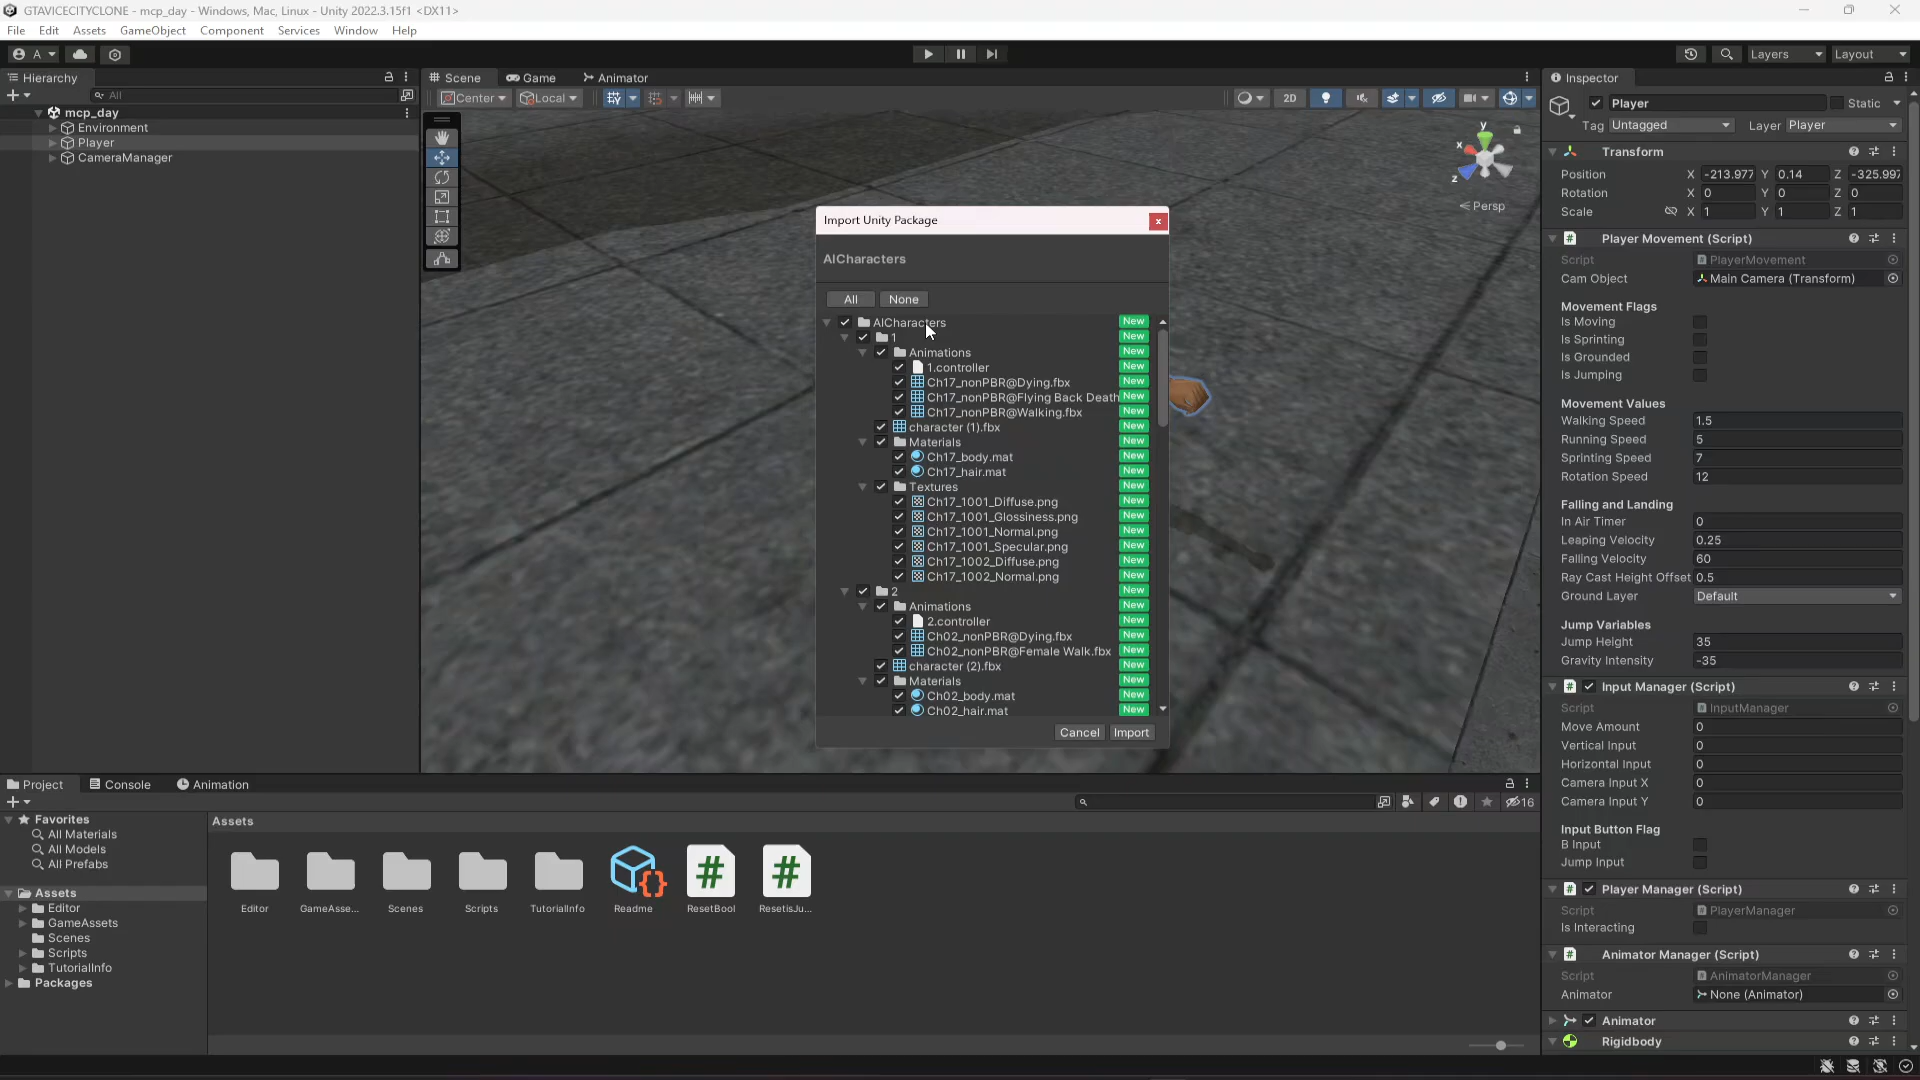 GTAVICECITYCLONE - mcp_day - Windows, Mac, Linux - Unity 2022.3.15f1 <DX11>
File Edit Assets GameObject Component Services Window Help
A
Layers
Layout
Hierarchy
All
mcp_day
Environment
Player
CameraManager
Scene
Game
Animator
Center
Local
2D
y
x
z
Persp
Import Unity Package
AICharacters
All
None
AICharacters New
1 New
Animations New
1.controller New
Ch17_nonPBR@Dying.fbx New
Ch17_nonPBR@Flying Back Death New
Ch17_nonPBR@Walking.fbx New
character (1).fbx New
Materials New
Ch17_body.mat New
Ch17_hair.mat New
Textures New
Ch17_1001_Diffuse.png New
Ch17_1001_Glossiness.png New
Ch17_1001_Normal.png New
Ch17_1001_Specular.png New
Ch17_1002_Diffuse.png New
Ch17_1002_Normal.png New
2 New
Animations New
2.controller New
Ch02_nonPBR@Dying.fbx New
Ch02_nonPBR@Female Walk.fbx New
character (2).fbx New
Materials New
Ch02_body.mat New
Ch02_hair.mat New
Cancel
Import
Inspector
Player
Static
Tag Untagged Layer Player
Transform
Position X -213.977 Y 0.14 Z -325.997
Rotation X 0 Y 0 Z 0
Scale X 1 Y 1 Z 1
Player Movement (Script)
Script PlayerMovement
Cam Object Main Camera (Transform)
Movement Flags
Is Moving
Is Sprinting
Is Grounded
Is Jumping
Movement Values
Walking Speed 1.5
Running Speed 5
Sprinting Speed 7
Rotation Speed 12
Falling and Landing
In Air Timer 0
Leaping Velocity 0.25
Falling Velocity 60
Ray Cast Height Offset 0.5
Ground Layer Default
Jump Variables
Jump Height 35
Gravity Intensity -35
Input Manager (Script)
Script InputManager
Move Amount 0
Vertical Input 0
Horizontal Input 0
Camera Input X 0
Camera Input Y 0
Input Button Flag
B Input
Jump Input
Player Manager (Script)
Script PlayerManager
Is Interacting
Animator Manager (Script)
Script AnimatorManager
Animator None (Animator)
Animator
Rigidbody
Project
Console
Animation
16
Favorites
All Materials
All Models
All Prefabs
Assets
Editor
GameAssets
Scenes
Scripts
TutorialInfo
Packages
Assets
Editor
GameAsse...
Scenes
Scripts
TutorialInfo
Readme
ResetBool
ResetisJu...